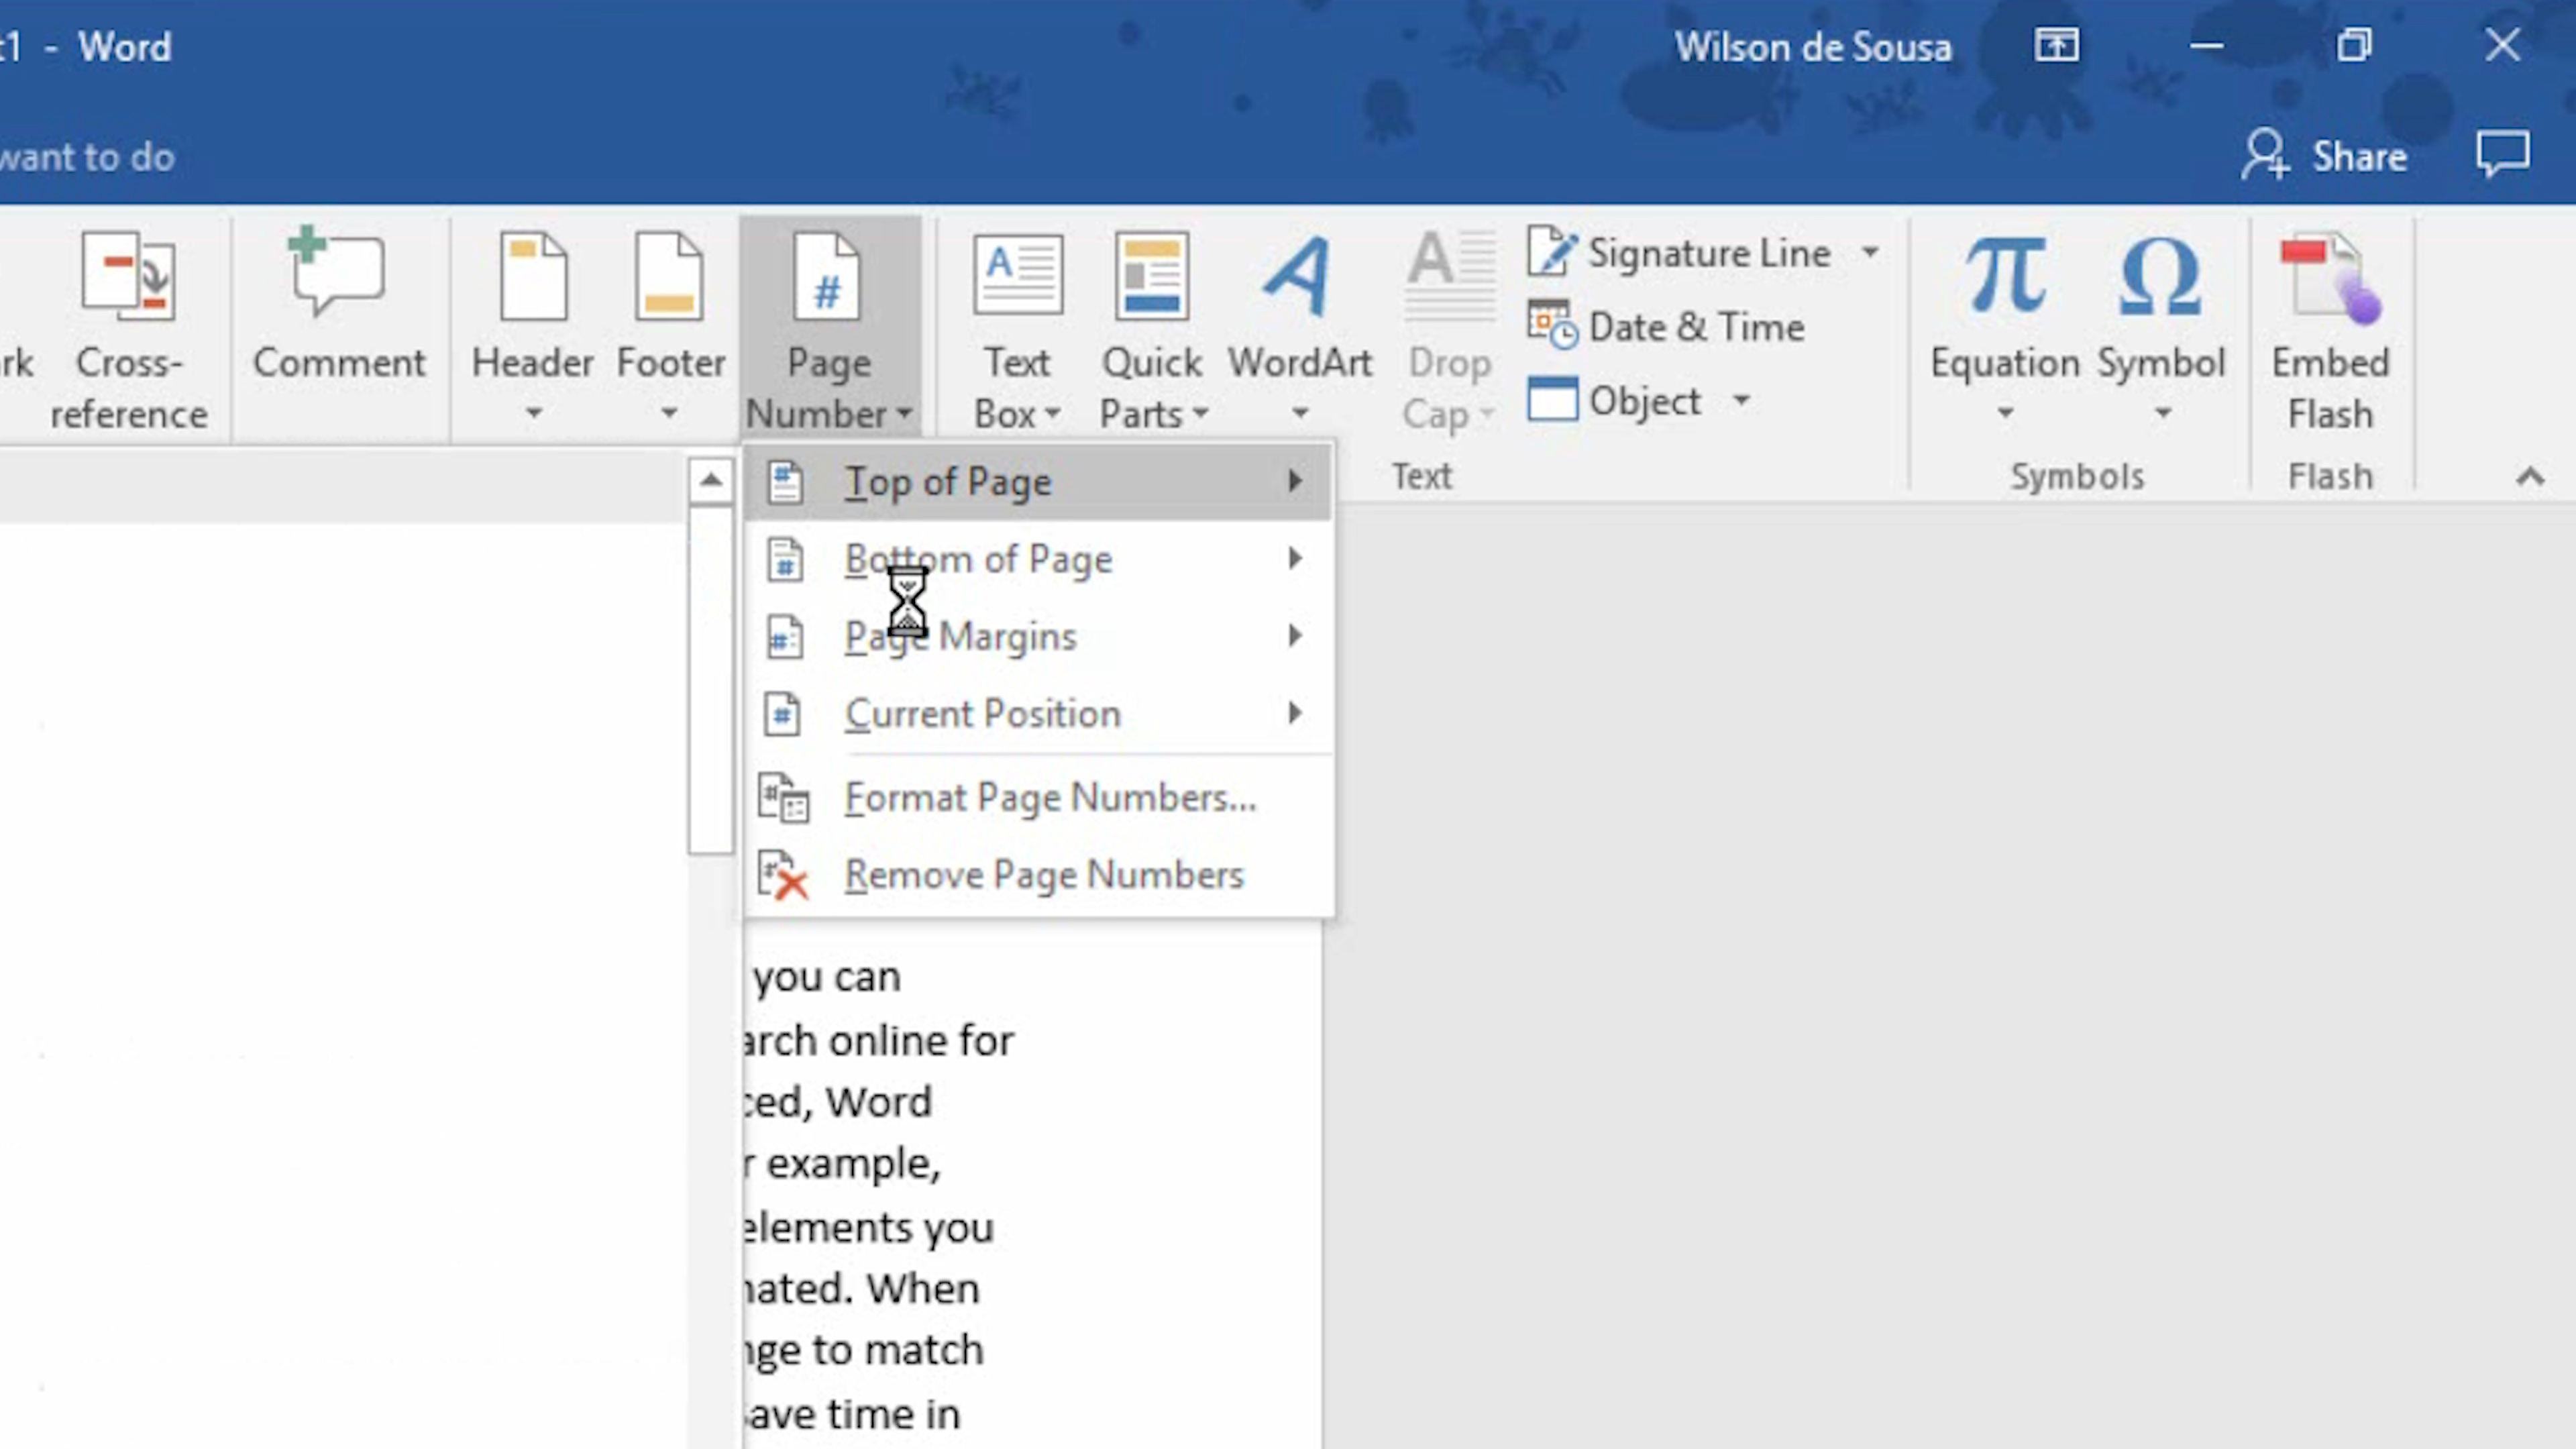 t1 - Word
Wilson de Sousa
want to do
Share
rk
Cross-
reference
Comment
Header
Footer
Page
Number
Text
Box
Quick
Parts
WordArt
Drop
Cap
Signature Line
Date & Time
Object
Equation
Symbol
Embed
Flash
Text
Symbols
Flash
Top of Page
Bottom of Page
Page Margins
Current Position
Format Page Numbers...
Remove Page Numbers
you can
arch online for
ced, Word
r example,
elements you
nated. When
nge to match
save time in